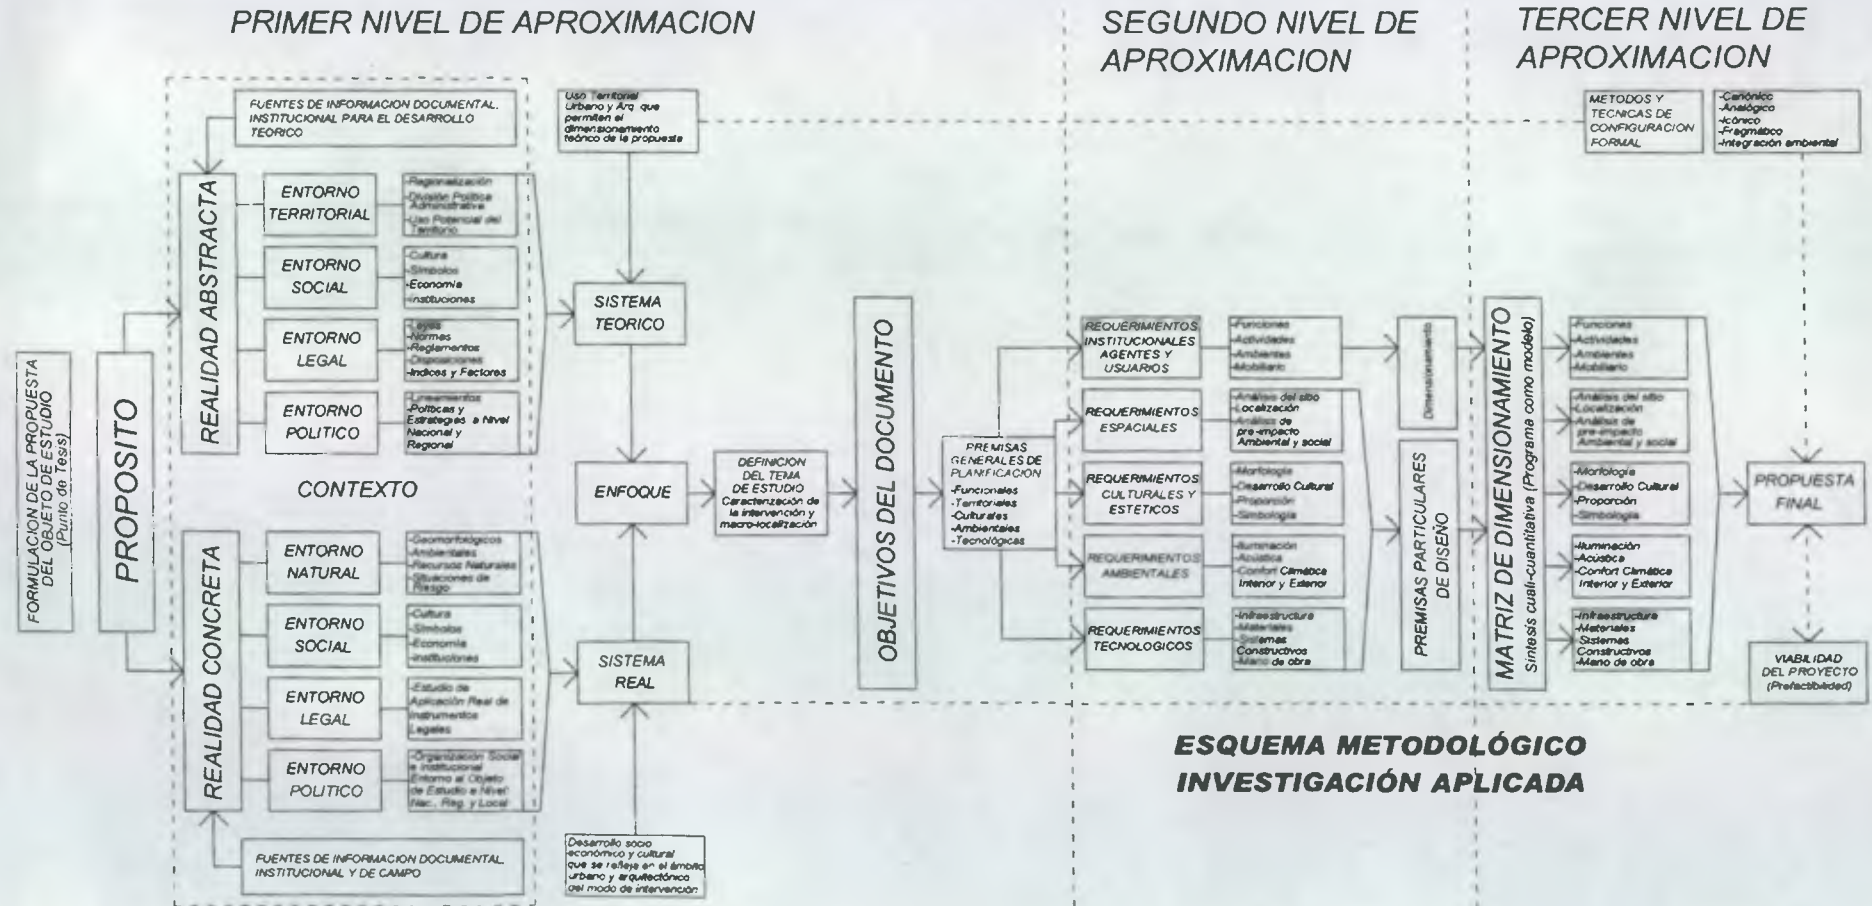 PRIMER NIVEL DE APROXIMACION
SEGUNDO NIVEL DE
APROXIMACION
TERCER NIVEL DE
APROXIMACION
FORMULACION DE LA PROPUESTA
DEL OBJETO DE ESTUDIO
(Punto de Tesis)
PROPOSITO
FUENTES DE INFORMACION DOCUMENTAL.
INSTITUCIONAL PARA EL DESARROLLO
TEORICO
REALIDAD ABSTRACTA
ENTORNO
TERRITORIAL
-Regionalización
-División Política
Administrativa
-Uso Potencial del
Territorio
ENTORNO
SOCIAL
-Cultura
-Símbolos
-Economía
-Instituciones
ENTORNO
LEGAL
-Leyes
-Normas
-Reglamentos
-Disposiciones
-Indices y Factores
ENTORNO
POLITICO
-Lineamientos
-Políticas y
Estrategies a Nivel
Nacional y
Regional
CONTEXTO
REALIDAD CONCRETA
ENTORNO
NATURAL
-Geomorfológicos
-Ambientales
-Recursos Naturales
-Situaciones de
Riesgo
ENTORNO
SOCIAL
-Cultura
-Símbolos
-Economía
-Instituciones
ENTORNO
LEGAL
-Estudio de
Aplicación Real de
Instrumentos
Legales
ENTORNO
POLITICO
-Organización Social
e Institucional
Entorno al Objeto
de Estudio a Nivel
Nac., Reg. y Local
FUENTES DE INFORMACION DOCUMENTAL.
INSTITUCIONAL Y DE CAMPO
Uso Territorial
Urbano y Arq. que
permiten el
dimensionamiento
teórico de la propuesta
SISTEMA
TEORICO
ENFOQUE
SISTEMA
REAL
Desarrollo socio
económico y cultural
que se refleje en el ámbito
urbano y arquitectónico
del modo de intervención
DEFINICION
DEL TEMA
DE ESTUDIO
Caracterización de
la intervención y
macro-localización
OBJETIVOS DEL DOCUMENTO
PREMISAS
GENERALES DE
PLANIFICACION
-Funcionales
-Territoriales
-Culturales
-Ambientales
-Tecnológicas
REQUERIMIENTOS
INSTITUCIONALES
AGENTES Y
USUARIOS
-Funciones
-Actividades
-Ambientes
-Mobiliario
REQUERIMIENTOS
ESPACIALES
-Análisis del sitio
-Localización
-Análisis de
pre-impacto
Ambiental y social
REQUERIMIENTOS
CULTURALES Y
ESTETICOS
-Morfología
-Desarrollo Cultural
-Proporción
-Simbología
REQUERIMIENTOS
AMBIENTALES
-Iluminación
-Acústica
-Confort Climática
Interior y Exterior
REQUERIMIENTOS
TECNOLOGICOS
-Infraestructura
-Materiales
-Sistemas
Constructivos
-Mano de obra
Dimensionamiento
PREMISAS PARTICULARES
DE DISEÑO
METODOS Y
TECNICAS DE
CONFIGURACION
FORMAL
-Canónico
-Analógico
-Icónico
-Pragmático
-Integración ambiental
MATRIZ DE DIMENSIONAMIENTO
Sintesis cuali-cuantitativa (Programa como modelo)
-Funciones
-Actividades
-Ambientes
-Mobiliario
-Análisis del sitio
-Localización
-Análisis de
pre-impacto
Ambiental y social
-Morfología
-Desarrollo Cultural
-Proporción
-Simbología
-Iluminación
-Acústica
-Confort Climática
Interior y Exterior
-Infraestructura
-Materiales
-Sistemas
Constructivos
-Mano de obra
PROPUESTA
FINAL
VIABILIDAD
DEL PROYECTO
(Prefactibilidad)
ESQUEMA METODOLÓGICO
INVESTIGACIÓN APLICADA